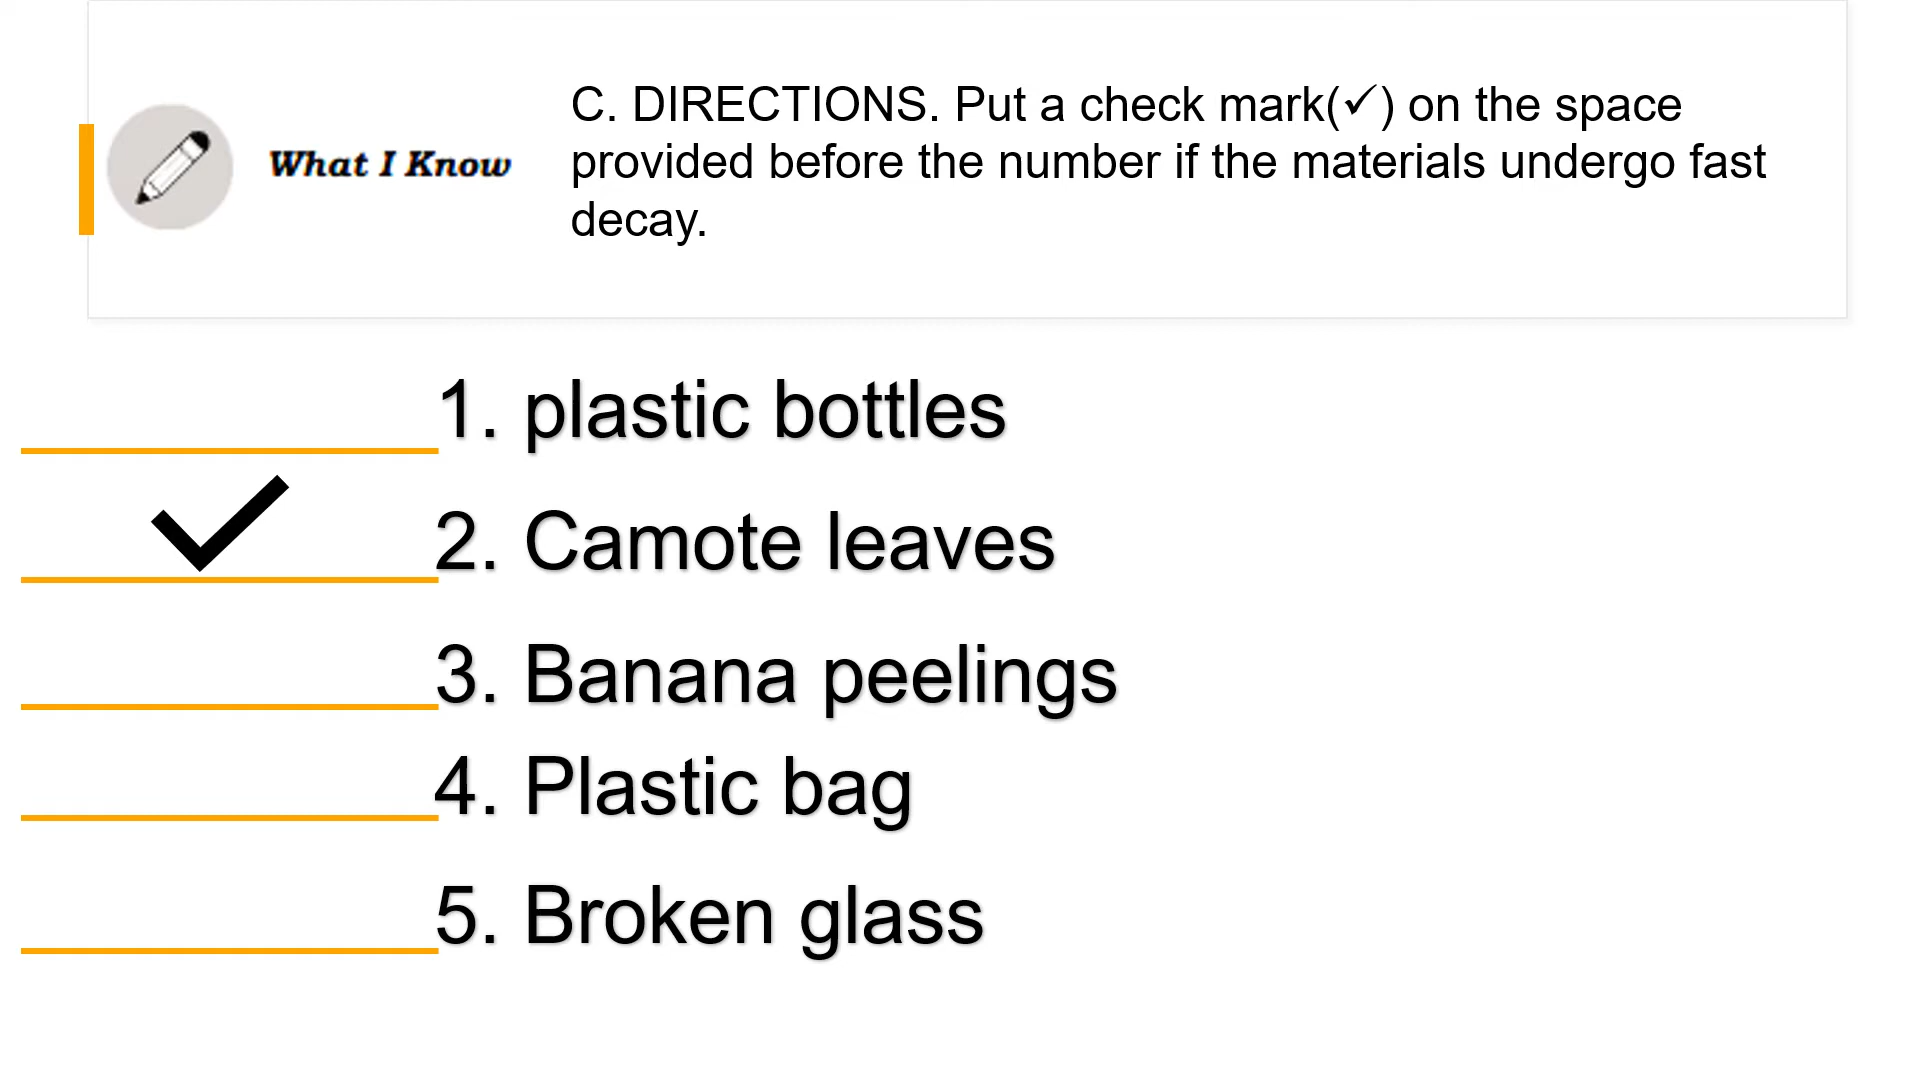 What I Know
C. DIRECTIONS. Put a check mark(✓) on the space
provided before the number if the materials undergo fast
decay.
1. plastic bottles
✓ 2. Camote leaves
3. Banana peelings
4. Plastic bag
5. Broken glass